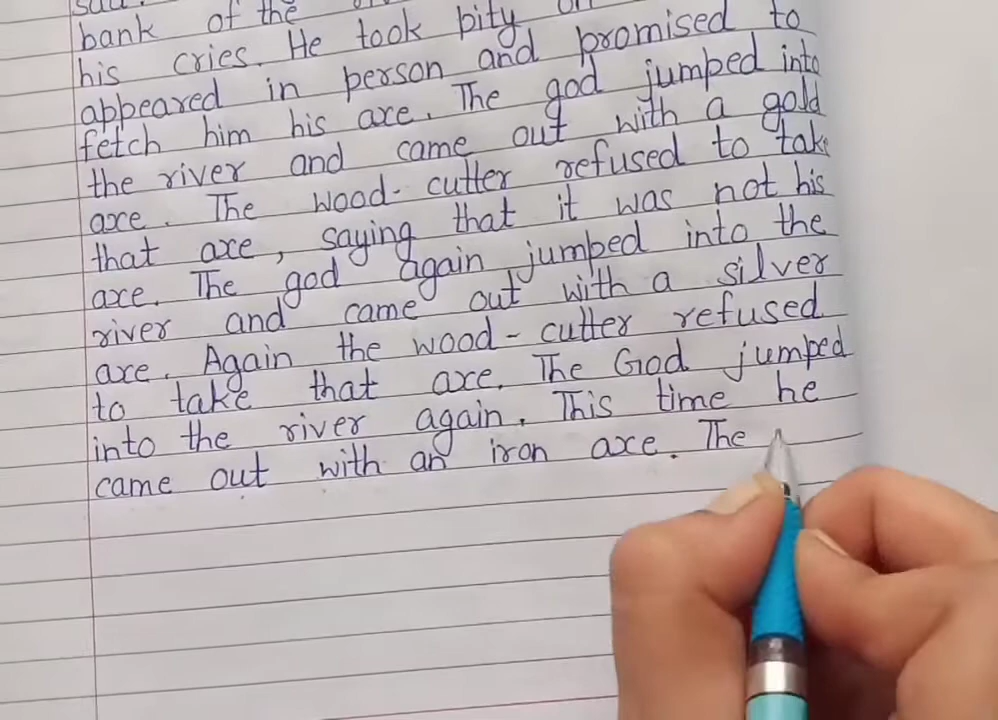 bank of the
his cries. He took pity
appeared in person and promised to
fetch him his axe. The god jumped into
the river and came out with a gold
axe. The wood-cutter refused to take
that axe, saying that it was not his
axe. The god again jumped into the
river and came out with a silver
axe. Again the wood-cutter refused
to take that axe. The God jumped
into the river again. This time he
came out with an iron axe. The